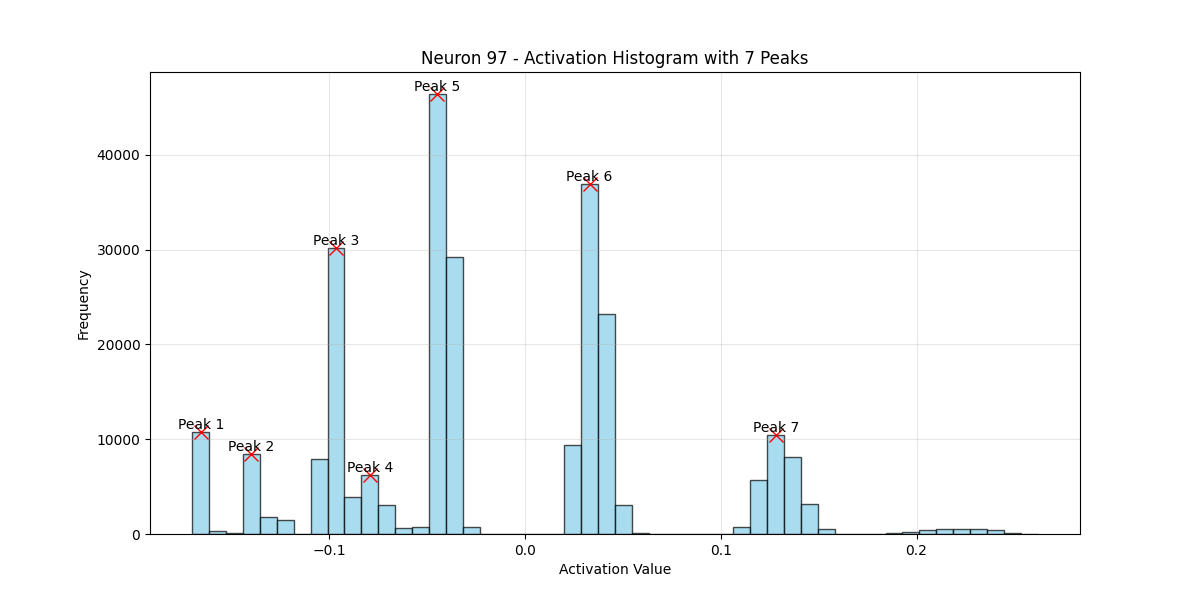 Neuron 97 - Activation Histogram with 7 Peaks
Peak 5
40000
Peak 6
Peak 3
30000
Frequency
20000
Peak 1
Peak 7
Peak 2
10000
Peak 4
0
−0.1
0.0
0.1
0.2
Activation Value